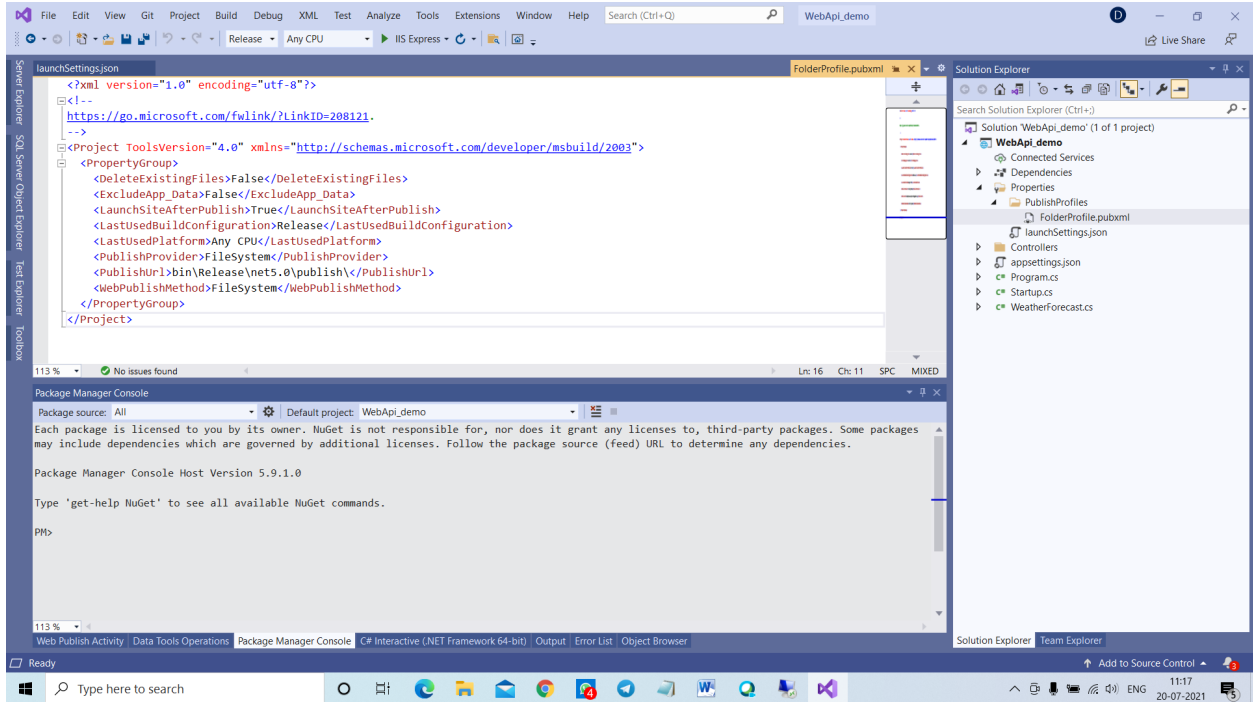 File Edit View Git Project Build Debug XML Test Analyze Tools Extensions Window Help Search (Ctrl+Q) WebApi_demo D
Release Any CPU IIS Express Live Share
Server Explorer
SQL Server Object Explorer
Test Explorer
Toolbox
launchSettings.json FolderProfile.pubxml
<?xml version="1.0" encoding="utf-8"?>
<!--
https://go.microsoft.com/fwlink/?LinkID=208121.
-->
<Project ToolsVersion="4.0" xmlns="http://schemas.microsoft.com/developer/msbuild/2003">
<PropertyGroup>
<DeleteExistingFiles>False</DeleteExistingFiles>
<ExcludeApp_Data>False</ExcludeApp_Data>
<LaunchSiteAfterPublish>True</LaunchSiteAfterPublish>
<LastUsedBuildConfiguration>Release</LastUsedBuildConfiguration>
<LastUsedPlatform>Any CPU</LastUsedPlatform>
<PublishProvider>FileSystem</PublishProvider>
<PublishUrl>bin\Release\net5.0\publish\</PublishUrl>
<WebPublishMethod>FileSystem</WebPublishMethod>
</PropertyGroup>
</Project>
113 % No issues found Ln: 16 Ch: 11 SPC MIXED
Package Manager Console
Package source: All Default project: WebApi_demo
Each package is licensed to you by its owner. NuGet is not responsible for, nor does it grant any licenses to, third-party packages. Some packages
may include dependencies which are governed by additional licenses. Follow the package source (feed) URL to determine any dependencies.
Package Manager Console Host Version 5.9.1.0
Type 'get-help NuGet' to see all available NuGet commands.
PM>
113 %
Web Publish Activity Data Tools Operations Package Manager Console C# Interactive (.NET Framework 64-bit) Output Error List Object Browser
Solution Explorer
Search Solution Explorer (Ctrl+;)
Solution 'WebApi_demo' (1 of 1 project)
WebApi_demo
Connected Services
Dependencies
Properties
PublishProfiles
FolderProfile.pubxml
launchSettings.json
Controllers
appsettings.json
C# Program.cs
C# Startup.cs
C# WeatherForecast.cs
Solution Explorer Team Explorer
Ready Add to Source Control 3
Type here to search 4 ENG 11:17
20-07-2021 5